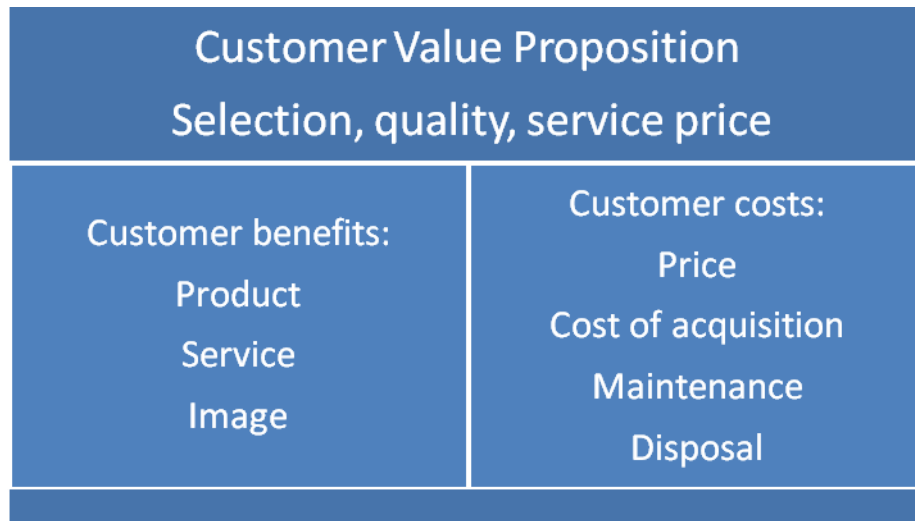 Customer Value Proposition
Selection, quality, service price
Customer benefits:
Product
Service
Image
Customer costs:
Price
Cost of acquisition
Maintenance
Disposal